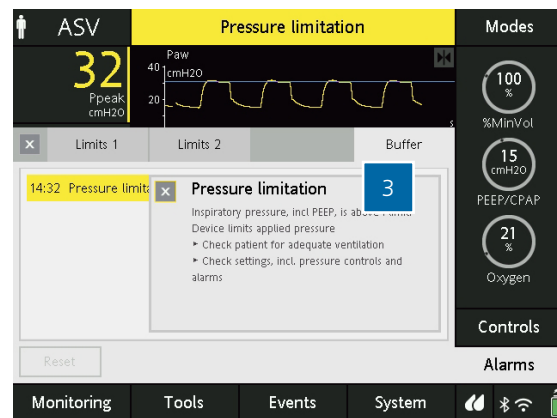 ASV
Pressure limitation
Modes
32
Ppeak
cmH2O
Paw
40 cmH2O
20
s
100
%
%MinVol
Limits 1
Limits 2
Buffer
15
cmH2O
PEEP/CPAP
14:32 Pressure
Pressure limitation
3
Inspiratory pressure, incl PEEP, is
Device limits applied pressure
▸ Check patient for adequate ventilation
▸ Check settings, incl. pressure controls and
alarms
21
%
Oxygen
Controls
Reset
Alarms
Monitoring
Tools
Events
System